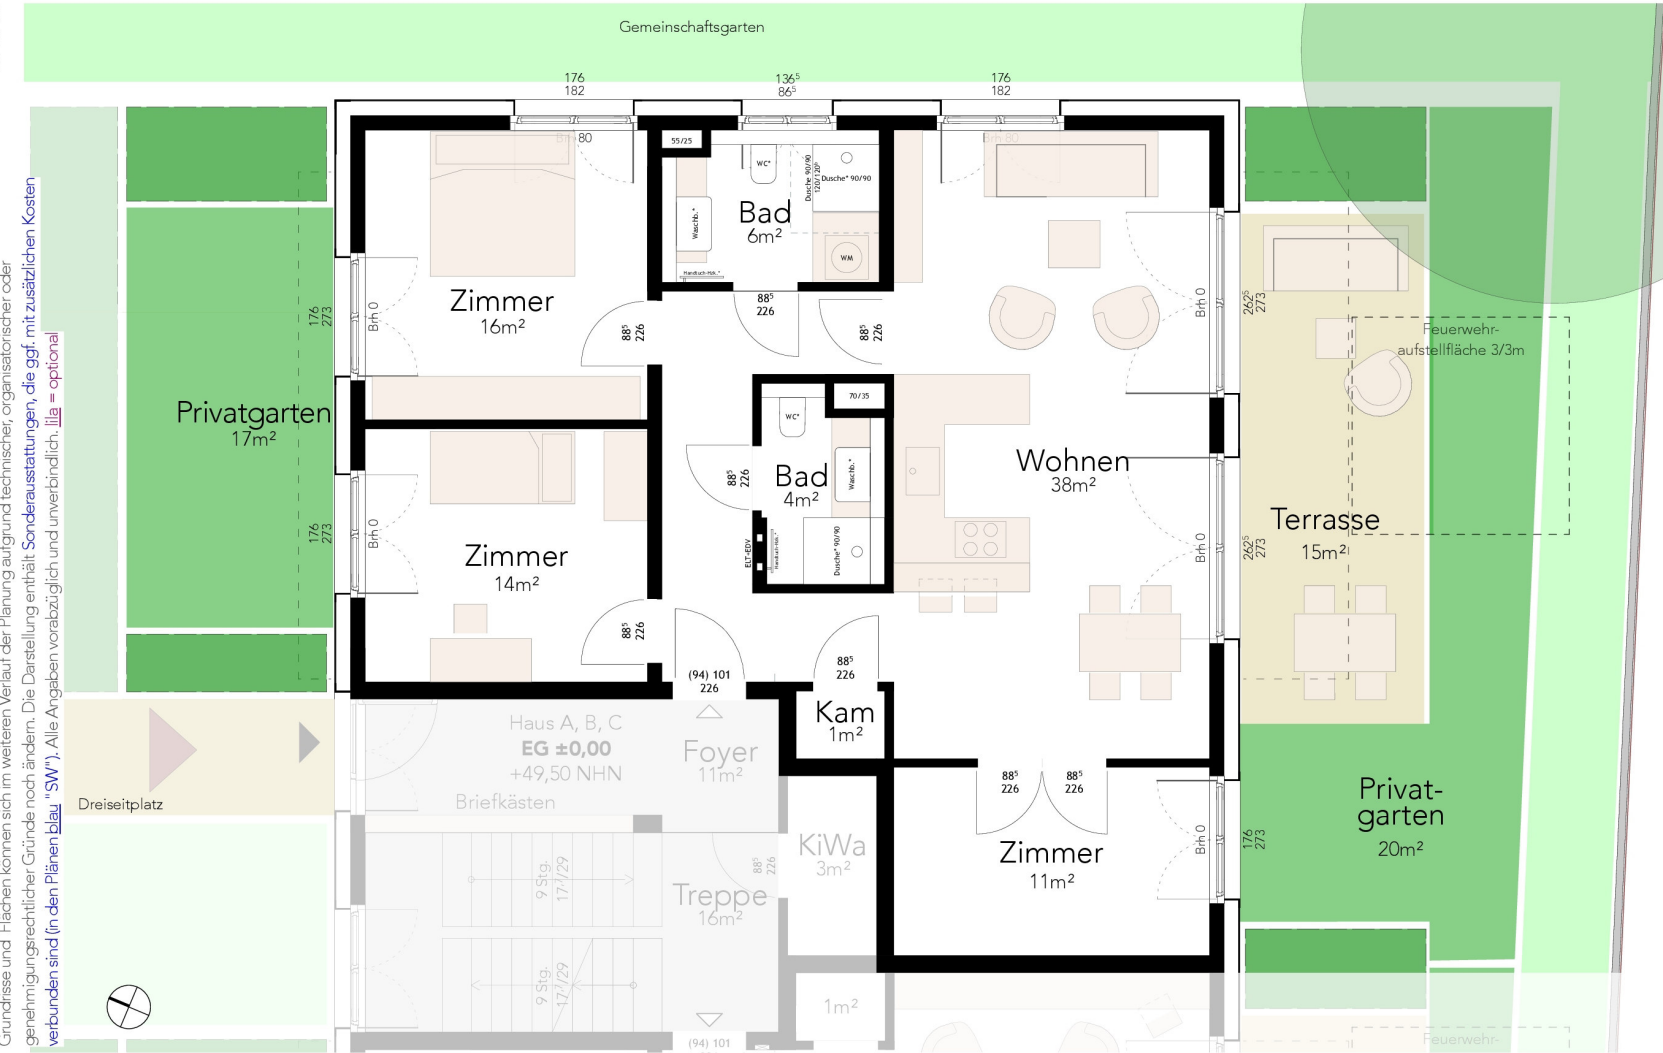 Gemeinschaftsgarten
176
182
136⁵
86⁵
176
182
Brh 80
55/25
WC*
Dusche 90/90
120/120⁵
Dusche* 90/90
Brh 80
Waschb.*
Bad
6m²
WM
Handtuch-Hzk.*
Zimmer
16m²
176
273
Brh 0
88⁵
226
88⁵
226
88⁵
226
Brh 0
262⁵
273
Feuerwehr-
aufstellfläche 3/3m
Privatgarten
17m²
WC*
70/35
Bad
4m²
Waschb.*
88⁵
226
ELT+EDV
Handtuch-Hzk.*
Dusche* 90/90
Wohnen
38m²
Terrasse
15m²
Brh 0
262⁵
273
176
273
Brh 0
Zimmer
14m²
88⁵
226
(94) 101
226
88⁵
226
Kam
1m²
Haus A, B, C
EG ±0,00
+49,50 NHN
Briefkästen
Foyer
11m²
Dreiseitplatz
88⁵
226
88⁵
226
Zimmer
11m²
Brh 0
176
273
Privat-
garten
20m²
KiWa
3m²
88⁵
226
Treppe
16m²
9 Stg.
17,⁷/29
9 Stg.
17,⁷/29
1m²
(94) 101
Feuerwehr-
Grundrisse und Flächen können sich im weiteren Verlauf der Planung aufgrund technischer, organisatorischer oder
genehmigungsrechtlicher Gründe noch ändern. Die Darstellung enthält Sonderausstattungen, die ggf. mit zusätzlichen Kosten
verbunden sind (in den Plänen blau "SW"). Alle Angaben vorabzüglich und unverbindlich. lila = optional